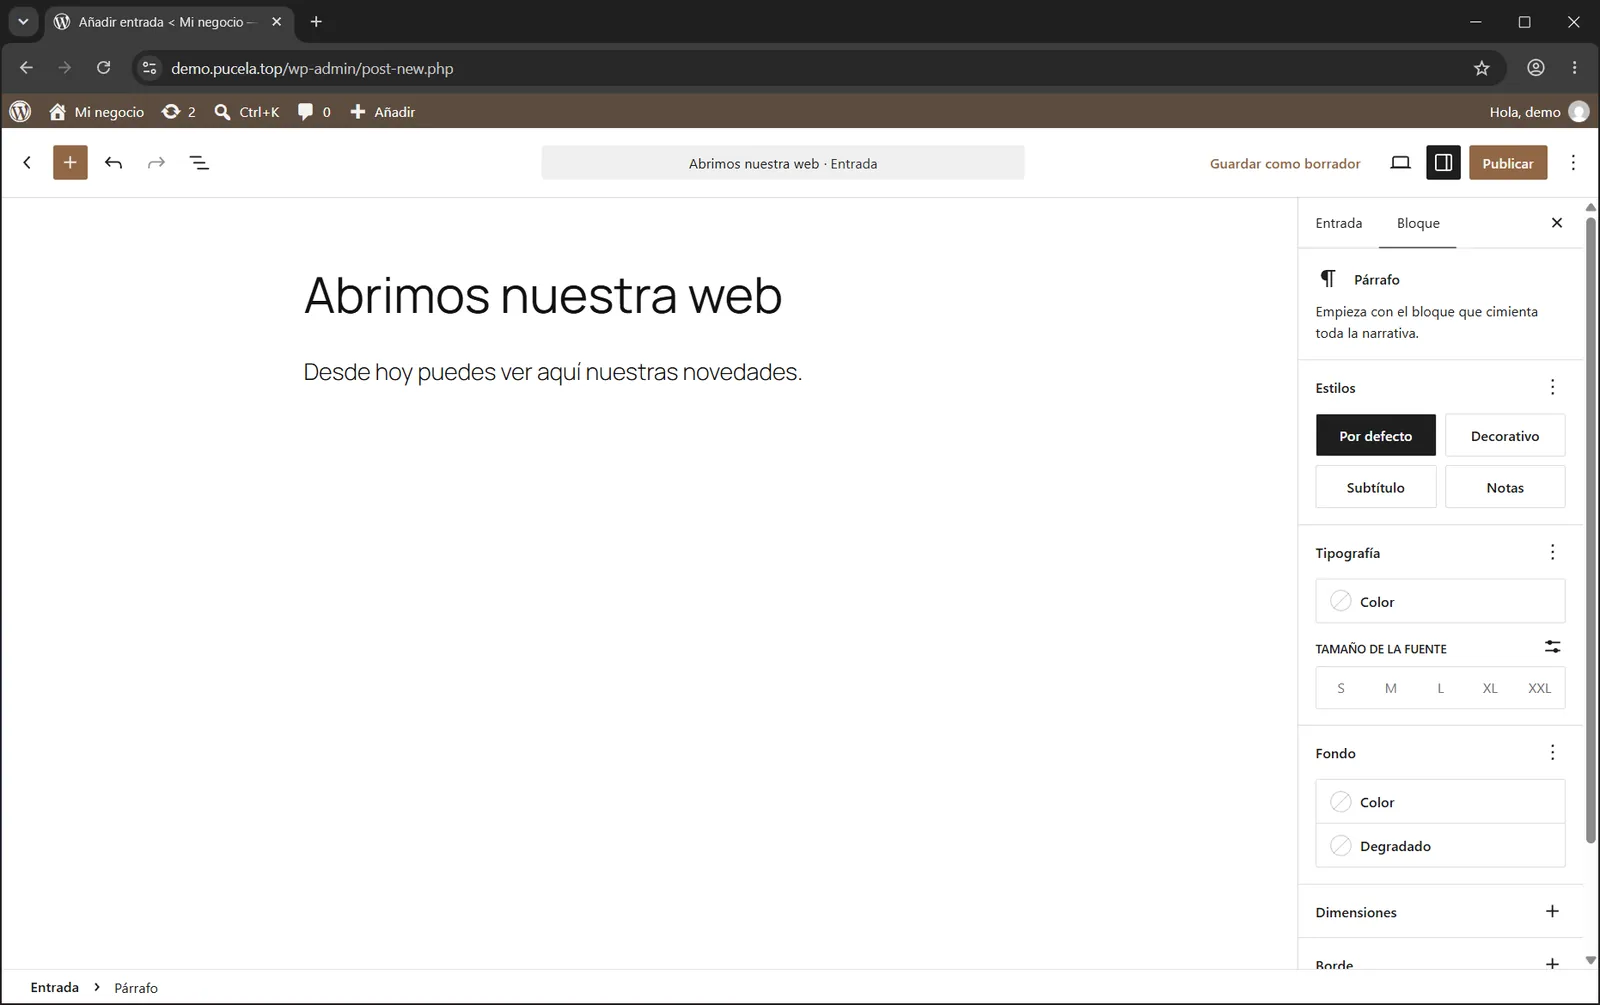 Añadir entrada < Mi negocio —
demo.pucela.top/wp-admin/post-new.php
Mi negocio 2 Ctrl+K 0 Añadir Hola, demo
Abrimos nuestra web · Entrada Guardar como borrador Publicar
Entrada Bloque
Abrimos nuestra web
Desde hoy puedes ver aquí nuestras novedades.
Párrafo
Empieza con el bloque que cimienta
toda la narrativa.
Estilos
Por defecto Decorativo
Subtítulo Notas
Tipografía
Color
TAMAÑO DE LA FUENTE
S M L XL XXL
Fondo
Color
Degradado
Dimensiones
Borde
Entrada > Párrafo